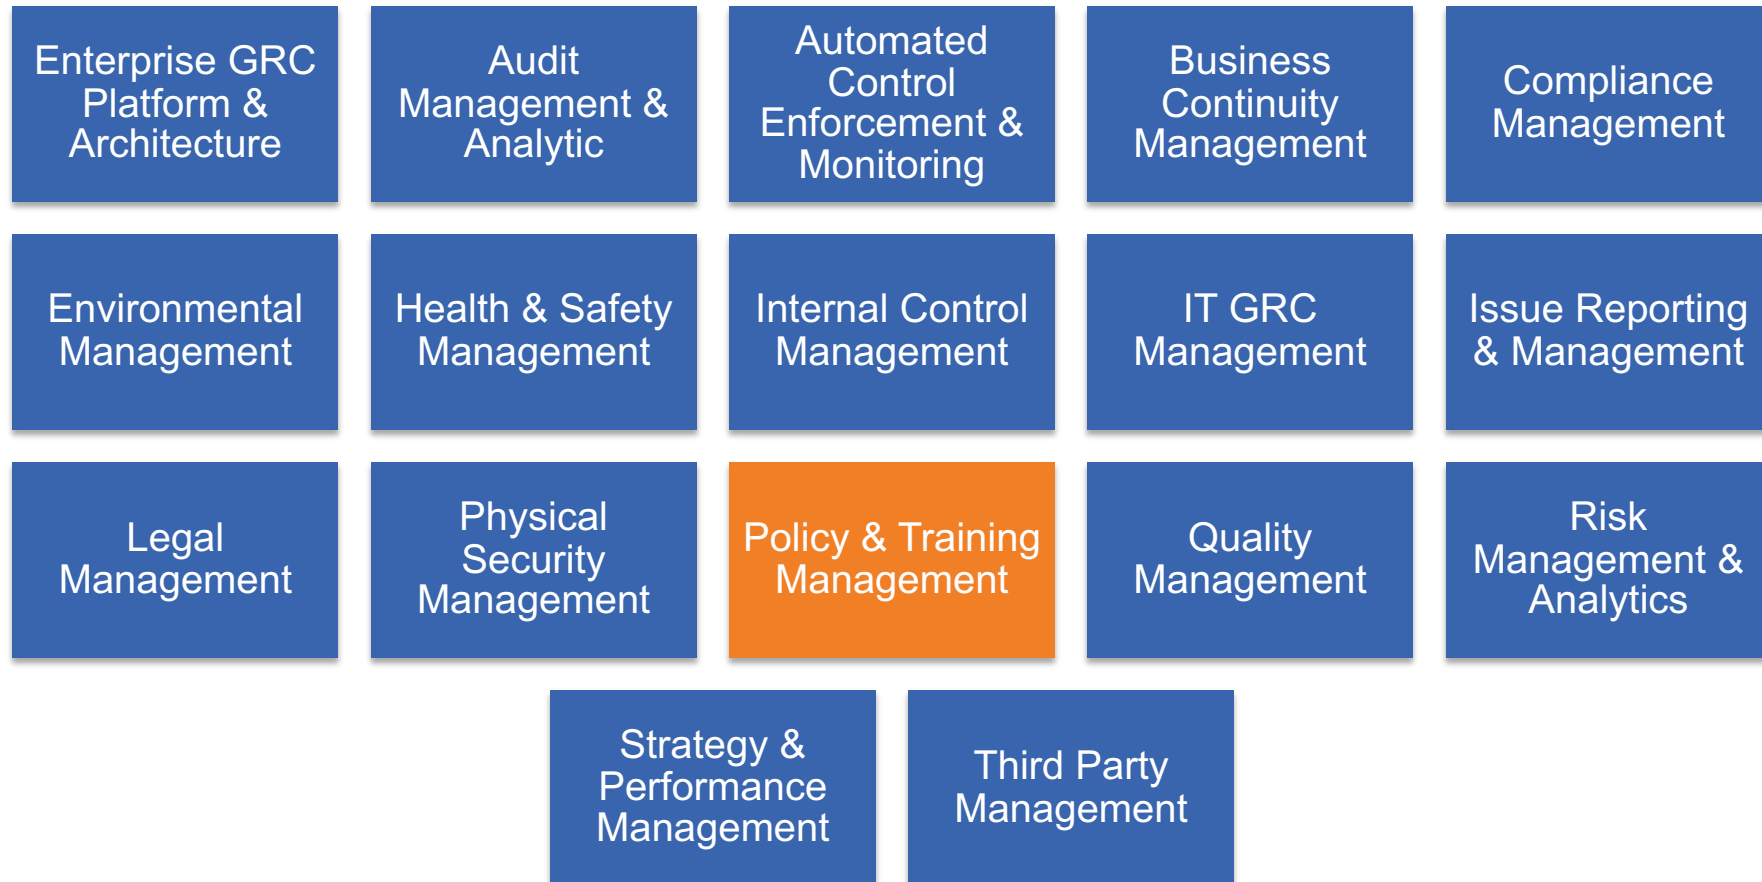 Enterprise GRC
Platform &
Architecture
Audit
Management &
Analytic
Automated
Control
Enforcement &
Monitoring
Business
Continuity
Management
Compliance
Management
Environmental
Management
Health & Safety
Management
Internal Control
Management
IT GRC
Management
Issue Reporting
& Management
Legal
Management
Physical
Security
Management
Policy & Training
Management
Quality
Management
Risk
Management &
Analytics
Strategy &
Performance
Management
Third Party
Management